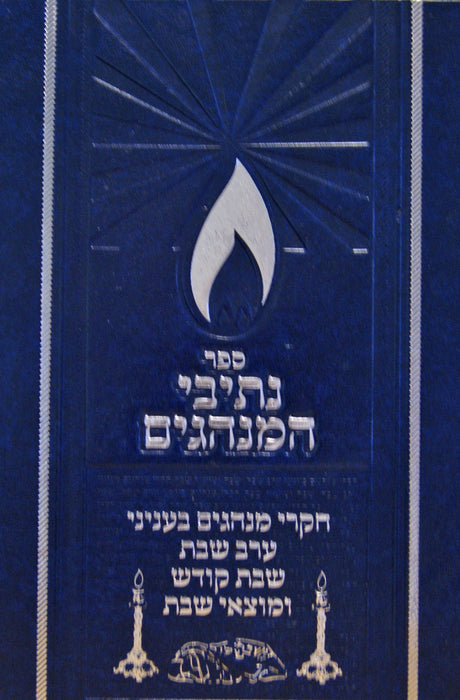 ספר
נתיבי
המנהגים
חקרי מנהגים בעניני
ערב שבת
שבת קודש
ומוצאי שבת